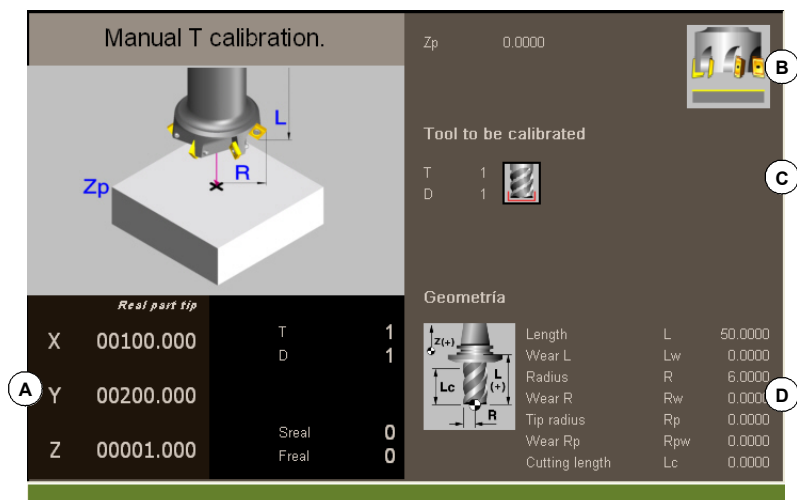 Manual T calibration.
L
R
Zp
Real part tip
X 00100.000
Y 00200.000
Z 00001.000
T 1
D 1
Sreal 0
Freal 0
A
Zp 0.0000
B
Tool to be calibrated
T 1
D 1
C
Geometría
Z(+)
Lc
L
(+)
R
Length L 50.0000
Wear L Lw 0.0000
Radius R 6.0000
Wear R Rw 0.0000
Tip radius Rp 0.0000
Wear Rp Rpw 0.0000
Cutting length Lc 0.0000
D